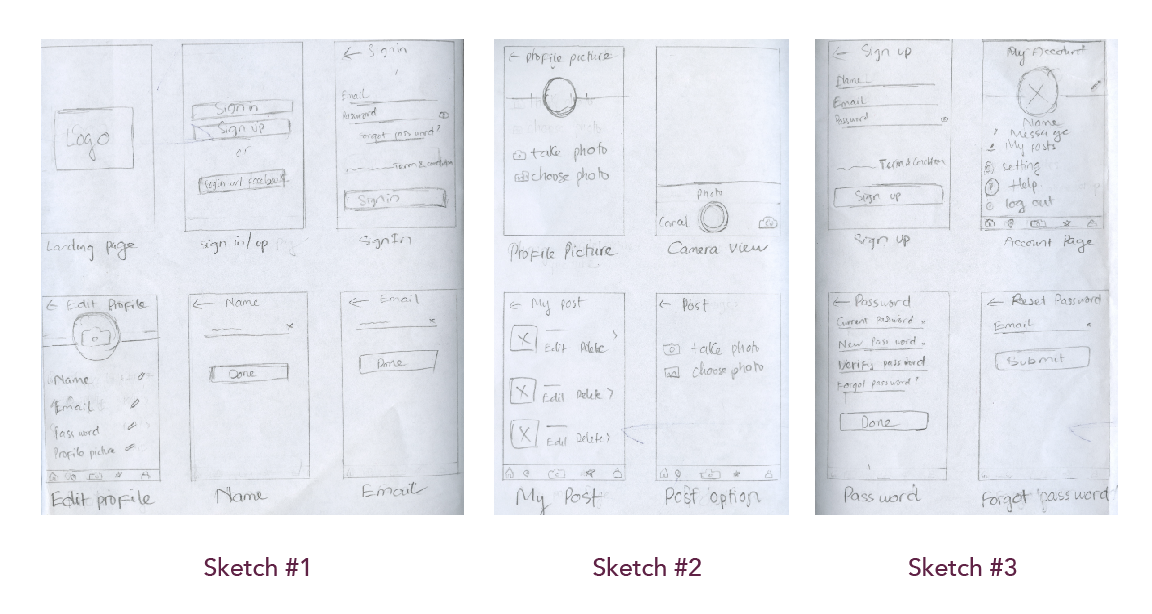 Logo
Landing page
Sign in
Sign up
or
Login w/ facebook
Sign in/up
← Sign in
Email
Password
forgot password?
Term & condition
Sign in
Sign In
← Edit Profile
Name
Email
Password
Profile picture
Edit profile
← Name
Done
Name
← Email
Done
Email
← Profile picture
take photo
choose photo
Profile Picture
Photo
Cancel
Camera View
← My post
Edit Delete >
Edit Delete >
Edit Delete >
My Post
← Post
take photo
choose photo
Post option
← Sign up
Name
Email
Password
Term & condition
Sign up
Sign up
My Account
Name
Message
My posts
setting
Help
log out
Account Page
← Password
Current password
New password
Verify password
Forgot password?
Done
Password
← Reset Password
Email
Submit
Forgot password
Sketch #1
Sketch #2
Sketch #3